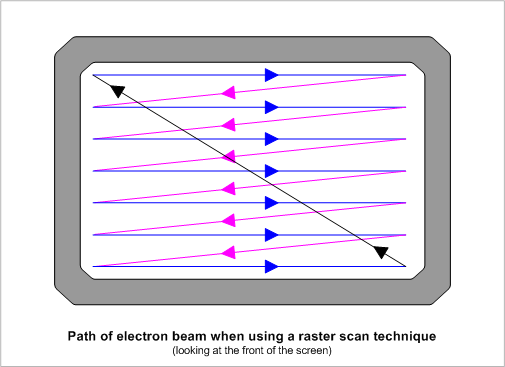 Path of electron beam when using a raster scan technique
(looking at the front of the screen)